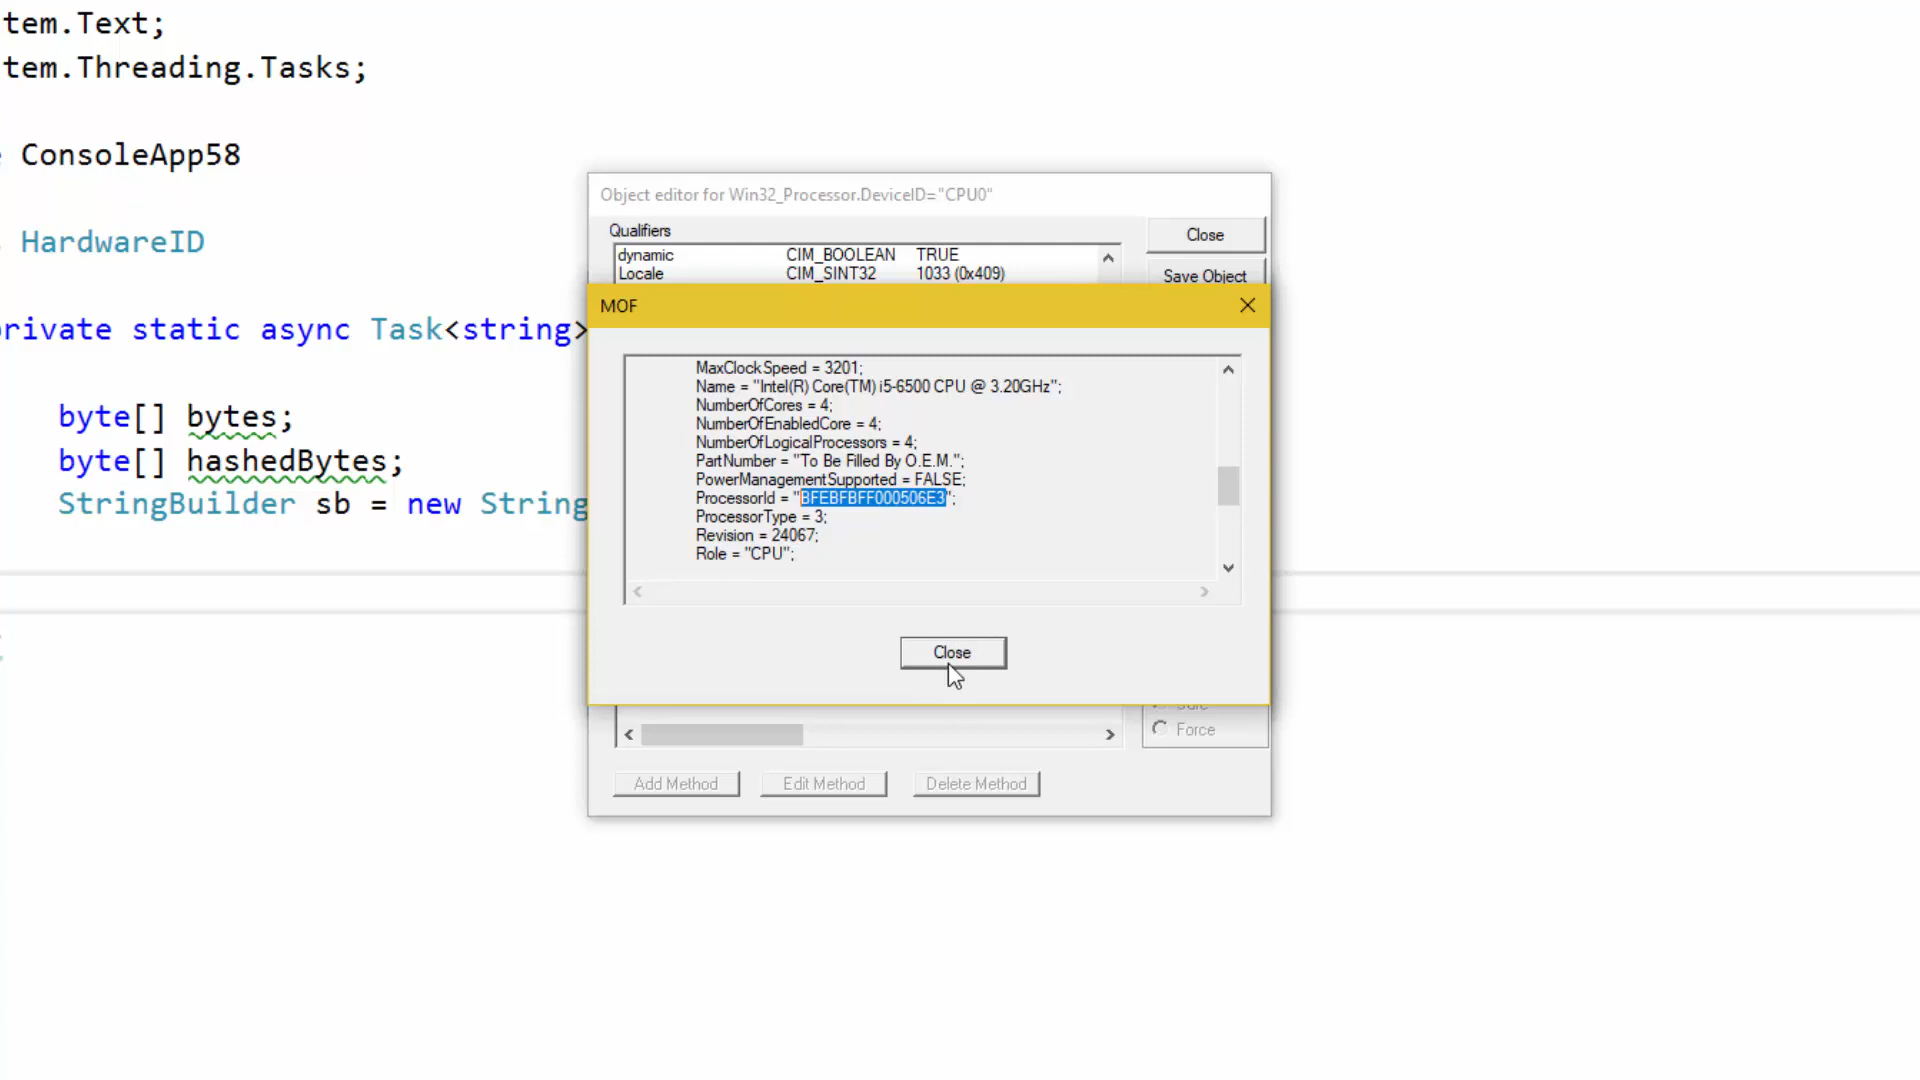 tem.Text;
tem.Threading.Tasks;
ConsoleApp58
HardwareID
private static async Task<string>
byte[] bytes;
byte[] hashedBytes;
StringBuilder sb = new String
Object editor for Win32_Processor.DeviceID="CPU0"
Qualifiers
Close
dynamic CIM_BOOLEAN TRUE
Locale CIM_SINT32 1033 (0x409)
Save Object
MOF
MaxClockSpeed = 3201;
Name = "Intel(R) Core(TM) i5-6500 CPU @ 3.20GHz";
NumberOfCores = 4;
NumberOfEnabledCore = 4;
NumberOfLogicalProcessors = 4;
PartNumber = "To Be Filled By O.E.M.";
PowerManagementSupported = FALSE;
ProcessorId = "BFEBFBFF000506E3";
ProcessorType = 3;
Revision = 24067;
Role = "CPU";
Close
Force
Add Method
Edit Method
Delete Method